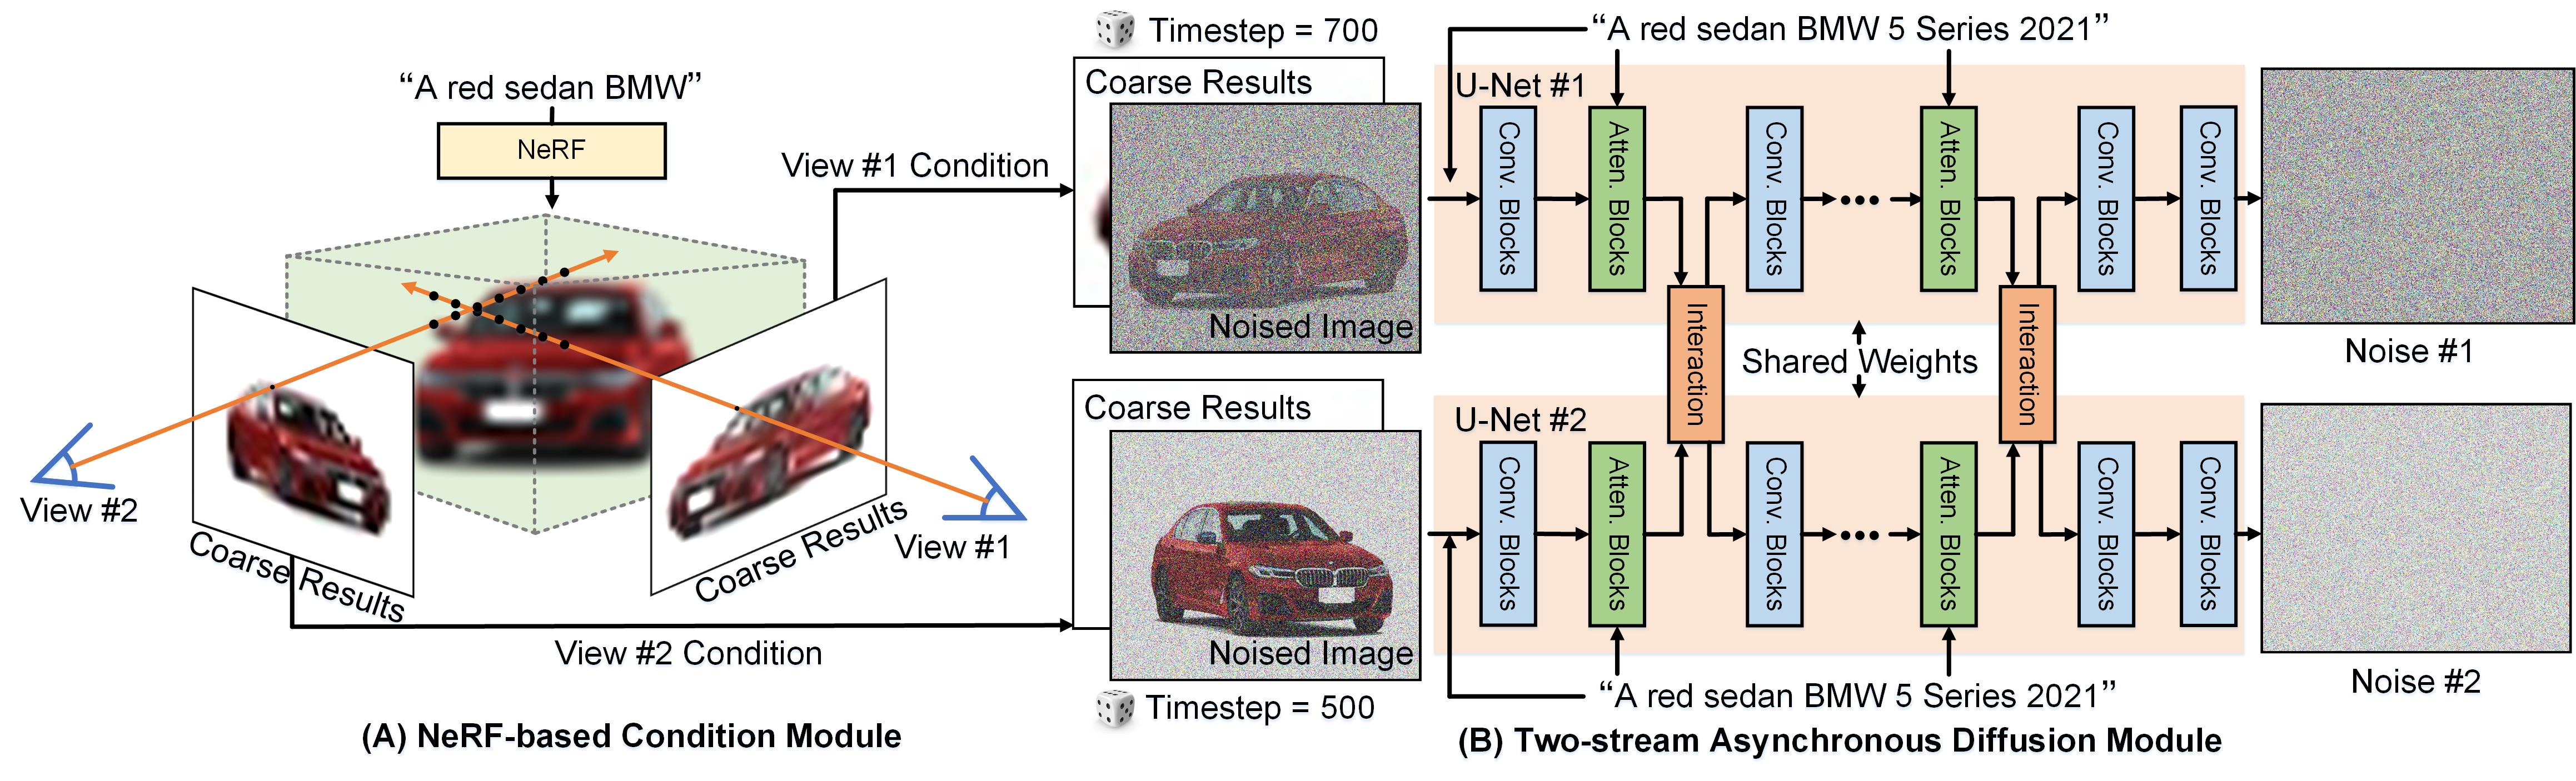 “A red sedan BMW”
NeRF
View #2
View #1
Coarse Results
Coarse Results
View #1 Condition
View #2 Condition
(A) NeRF-based Condition Module
Timestep = 700
Coarse Results
Noised Image
Coarse Results
Noised Image
Timestep = 500
“A red sedan BMW 5 Series 2021”
U-Net #1
Conv. Blocks
Atten. Blocks
Interaction
Conv. Blocks
Atten. Blocks
Interaction
Conv. Blocks
Conv. Blocks
Noise #1
Shared Weights
U-Net #2
Conv. Blocks
Atten. Blocks
Conv. Blocks
Atten. Blocks
Conv. Blocks
Conv. Blocks
Noise #2
“A red sedan BMW 5 Series 2021”
(B) Two-stream Asynchronous Diffusion Module